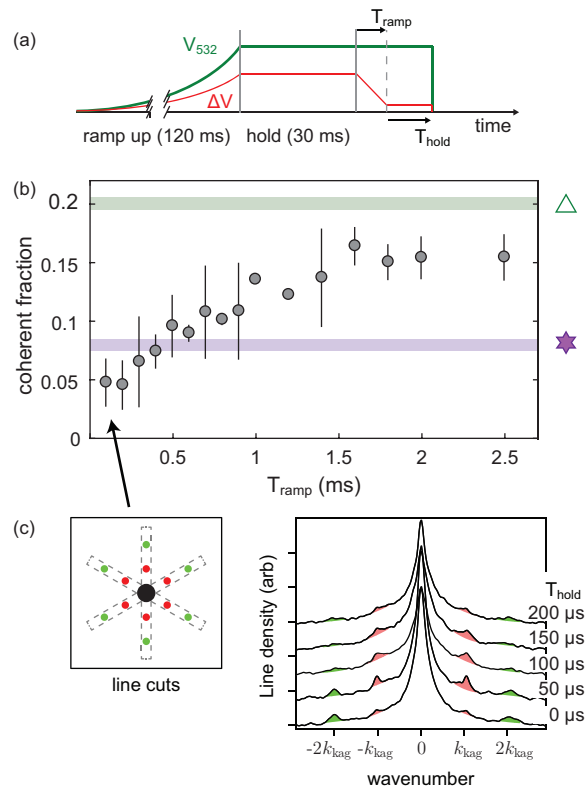 (a)
V532
ΔV
Tramp
Thold
time
ramp up (120 ms)
hold (30 ms)
(b)
coherent fraction
0.2
0.15
0.1
0.05
0
0.5
1.0
1.5
2.0
2.5
Tramp (ms)
(c)
line cuts
Line density (arb)
Thold
200 μs
150 μs
100 μs
50 μs
0 μs
-2kkag
-kkag
0
kkag
2kkag
wavenumber